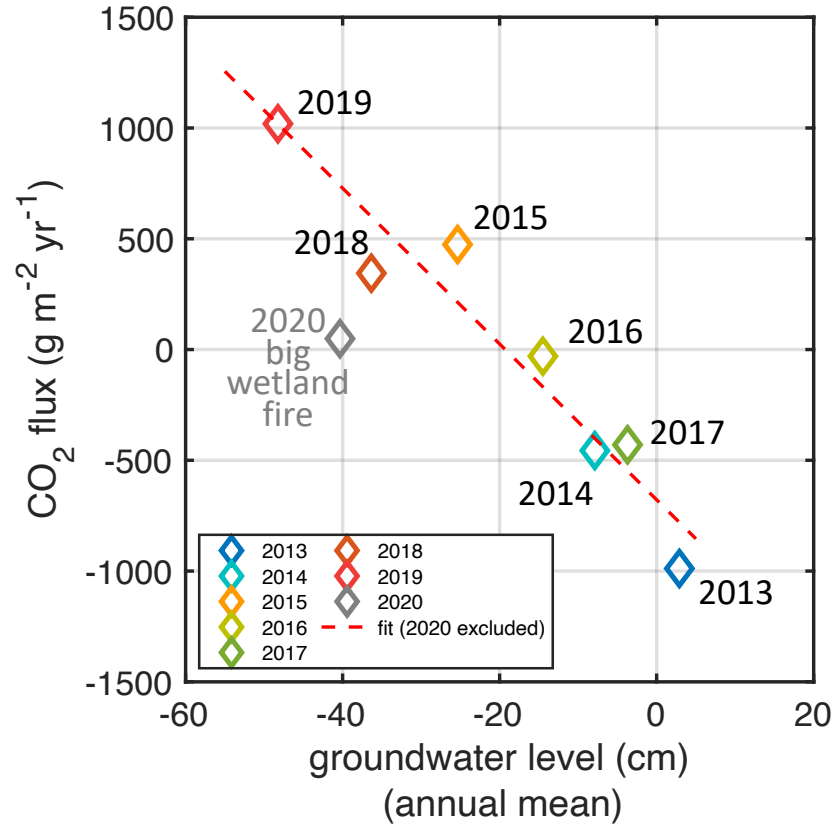 1500
1000
500
0
-500
-1000
-1500
CO2 flux (g m-2 yr-1)
2019
2015
2018
2020
big
wetland
fire
2016
2017
2014
2013
2013
2014
2015
2016
2017
2018
2019
2020
fit (2020 excluded)
-60 -40 -20 0 20
groundwater level (cm)
(annual mean)